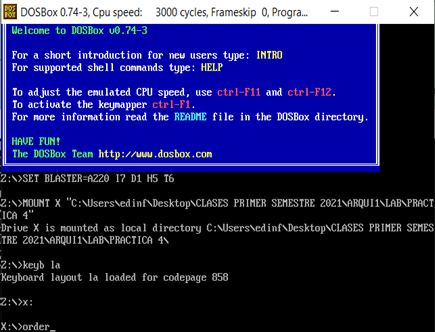 DOSBox 0.74-3, Cpu speed: 3000 cycles, Frameskip 0, Progra...
Welcome to DOSBox v0.74-3
For a short introduction for new users type: INTRO
For supported shell commands type: HELP
To adjust the emulated CPU speed, use ctrl-F11 and ctrl-F12.
To activate the keymapper ctrl-F1.
For more information read the README file in the DOSBox directory.
HAVE FUN!
The DOSBox Team http://www.dosbox.com
Z:\>SET BLASTER=A220 I7 D1 H5 T6
Z:\>MOUNT X "C:\Users\edinf\Desktop\CLASES PRIMER SEMESTRE 2021\ARQUI1\LAB\PRACT
ICA 4"
Drive X is mounted as local directory C:\Users\edinf\Desktop\CLASES PRIMER SEMES
TRE 2021\ARQUI1\LAB\PRACTICA 4\
Z:\>keyb la
Keyboard layout la loaded for codepage 858
Z:\>x:
X:\>order_